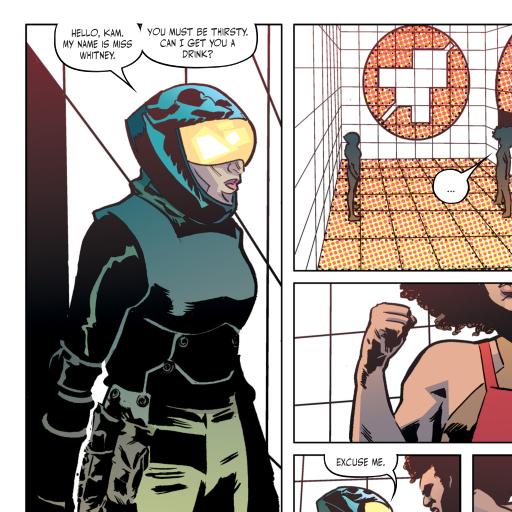 HELLO, KAM.
MY NAME IS MISS
WHITNEY.
YOU MUST BE THIRSTY.
CAN I GET YOU A
DRINK?
...
EXCUSE ME.